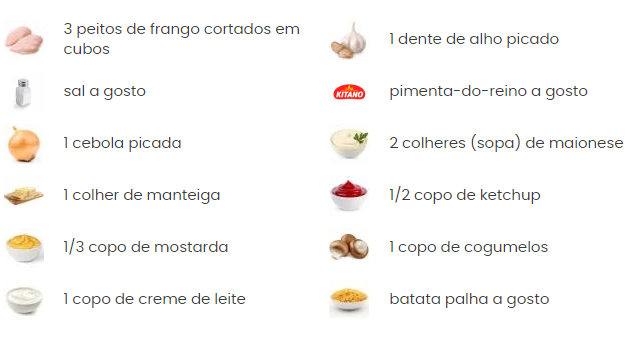 3 peitos de frango cortados em
cubos
1 dente de alho picado
sal a gosto
KITANO
pimenta-do-reino a gosto
1 cebola picada
2 colheres (sopa) de maionese
1 colher de manteiga
1/2 copo de ketchup
1/3 copo de mostarda
1 copo de cogumelos
1 copo de creme de leite
batata palha a gosto